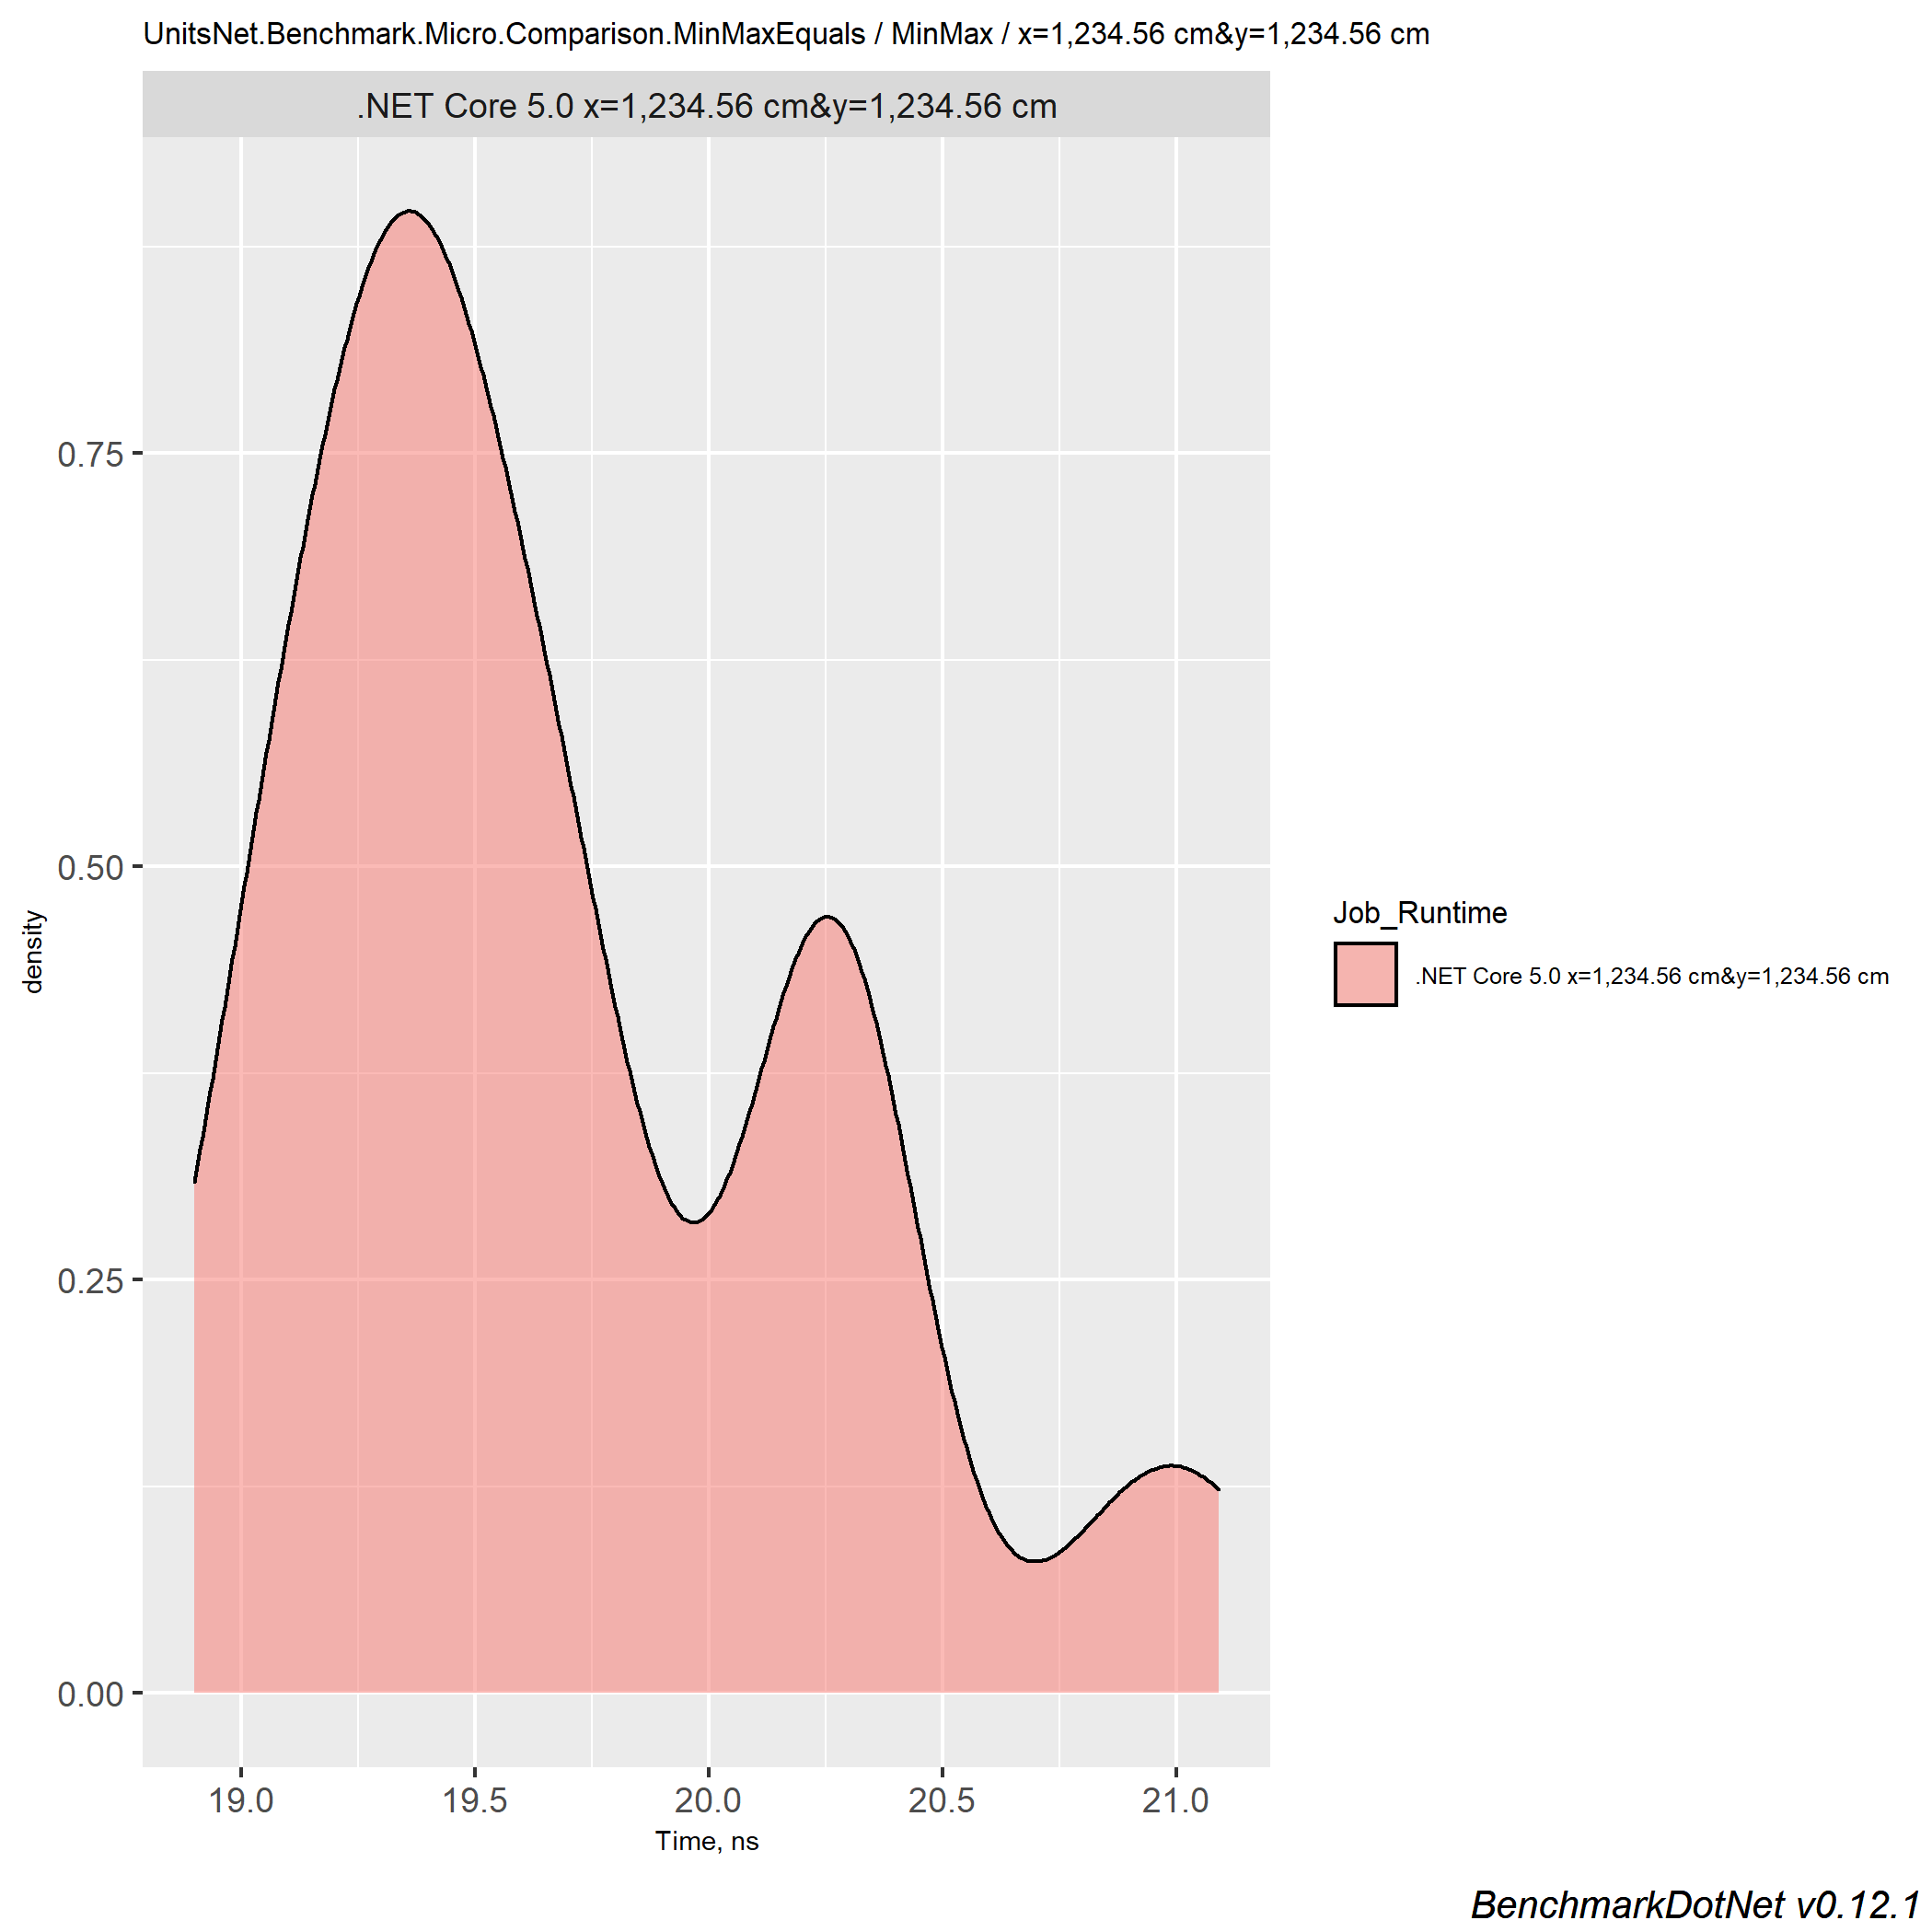 UnitsNet.Benchmark.Micro.Comparison.MinMaxEquals / MinMax / x=1,234.56 cm&y=1,234.56 cm
.NET Core 5.0 x=1,234.56 cm&y=1,234.56 cm
0.75
0.50
0.25
0.00
density
19.0 19.5 20.0 20.5 21.0
Time, ns
Job_Runtime
.NET Core 5.0 x=1,234.56 cm&y=1,234.56 cm
BenchmarkDotNet v0.12.1